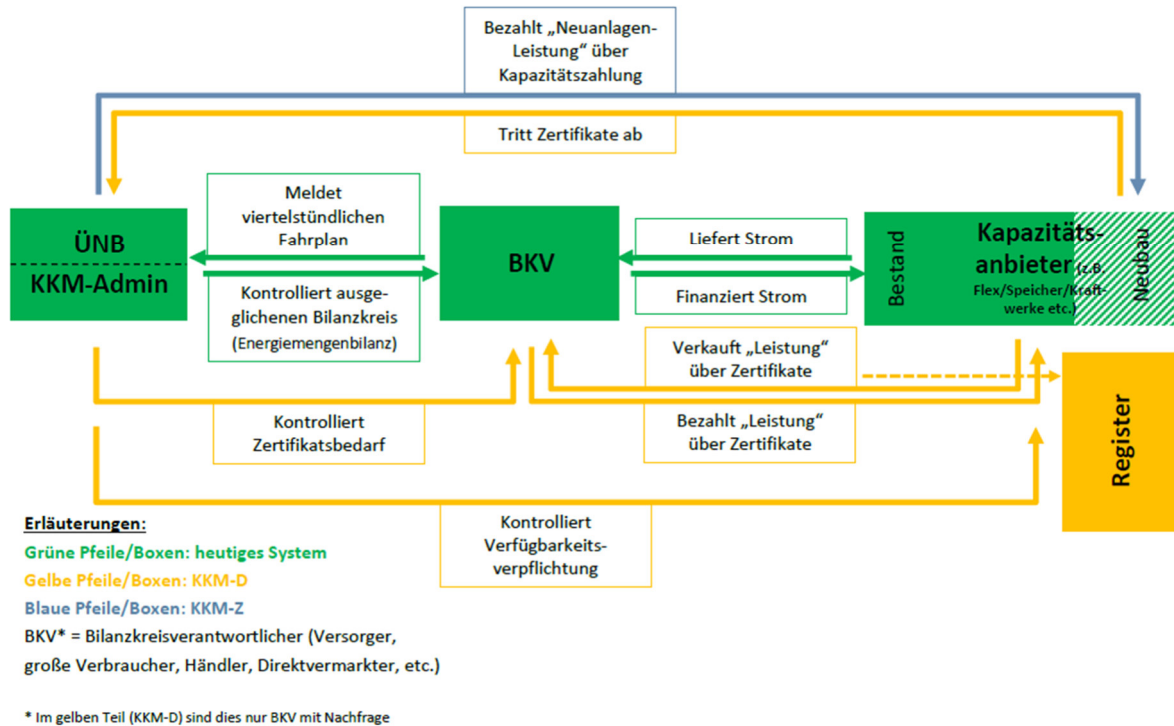 Bezahlt „Neuanlagen-
Leistung“ über
Kapazitätszahlung
Tritt Zertifikate ab
Meldet
viertelstündlichen
Fahrplan
ÜNB
KKM-Admin
Kontrolliert ausge-
glichenen Bilanzkreis
(Energiemengenbilanz)
BKV
Liefert Strom
Finanziert Strom
Bestand
Kapazitäts-
anbieter (z.B.
Flex/Speicher/Kraft-
werke etc.)
Neubau
Verkauft „Leistung“
über Zertifikate
Bezahlt „Leistung“
über Zertifikate
Kontrolliert
Zertifikatsbedarf
Register
Kontrolliert
Verfügbarkeits-
verpflichtung
Erläuterungen:
Grüne Pfeile/Boxen: heutiges System
Gelbe Pfeile/Boxen: KKM-D
Blaue Pfeile/Boxen: KKM-Z
BKV* = Bilanzkreisverantwortlicher (Versorger,
große Verbraucher, Händler, Direktvermarkter, etc.)
* Im gelben Teil (KKM-D) sind dies nur BKV mit Nachfrage